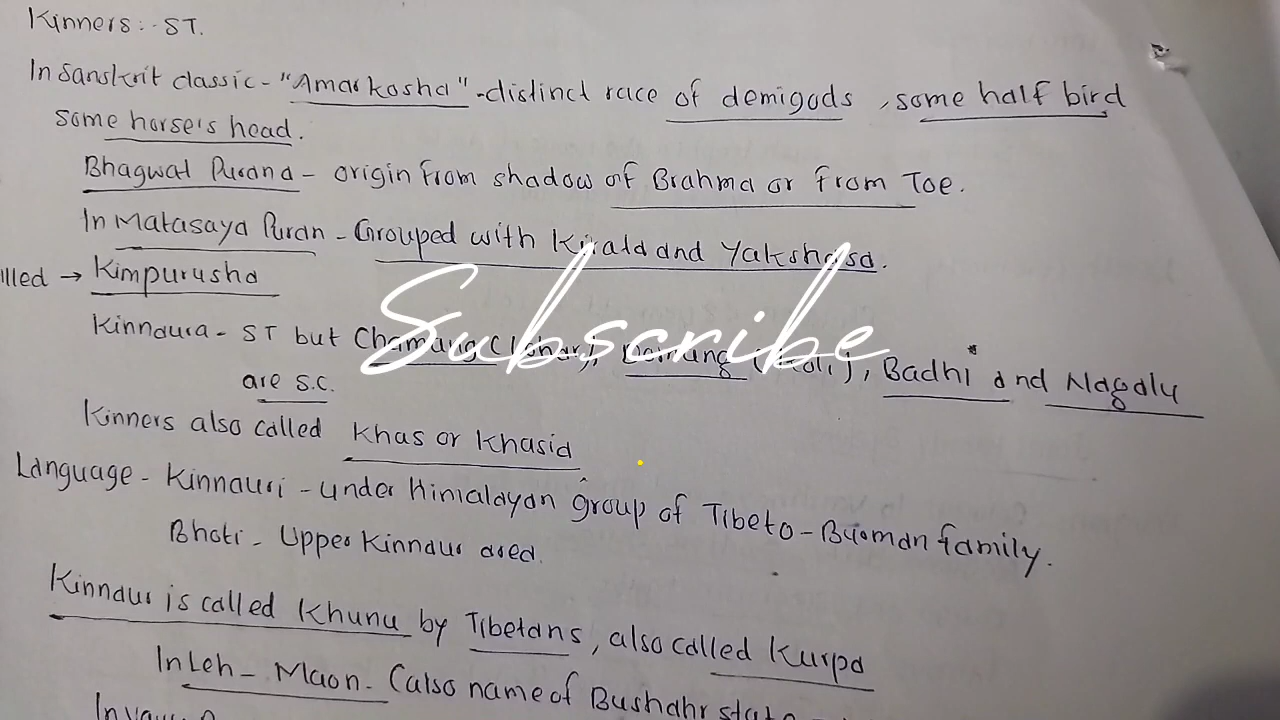 Kinners:- ST.
In Sanskrit classic - "Amarkosha" - distinct race of demigods, some half bird
some horse's head.
Bhagwat Purana - origin from shadow of Brahma or from Toe.
In Matasaya Puran - Grouped with Kirata and Yakshasa.
lled → Kimpurusha
Subscribe
Kinnaura - ST but Chamang (), (Koli), Badhi and Nagalu
are S.C.
Kinners also called Khas or Khasia
Language - Kinnauri - under Himalayan group of Tibeto-Burman family.
Bhoti - Upper Kinnaur area.
Kinnaur is called Khunu by Tibetans, also called Kurpa
In Leh - Maon - (also name of Bushahr state